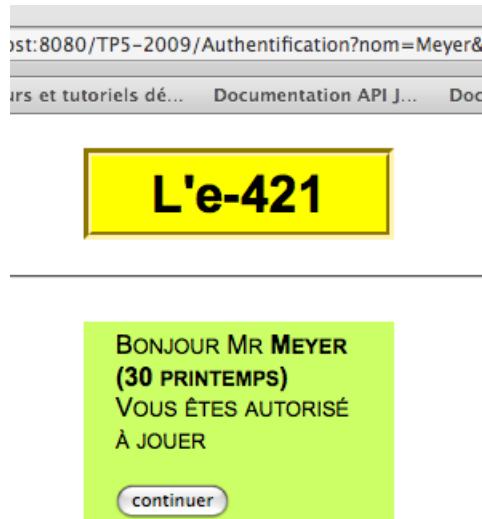 ost:8080/TP5-2009/Authentification?nom=Meyer&
urs et tutoriels dé... Documentation API J... Doc
L'e-421
BONJOUR MR MEYER
(30 PRINTEMPS)
VOUS ÊTES AUTORISÉ
À JOUER
continuer